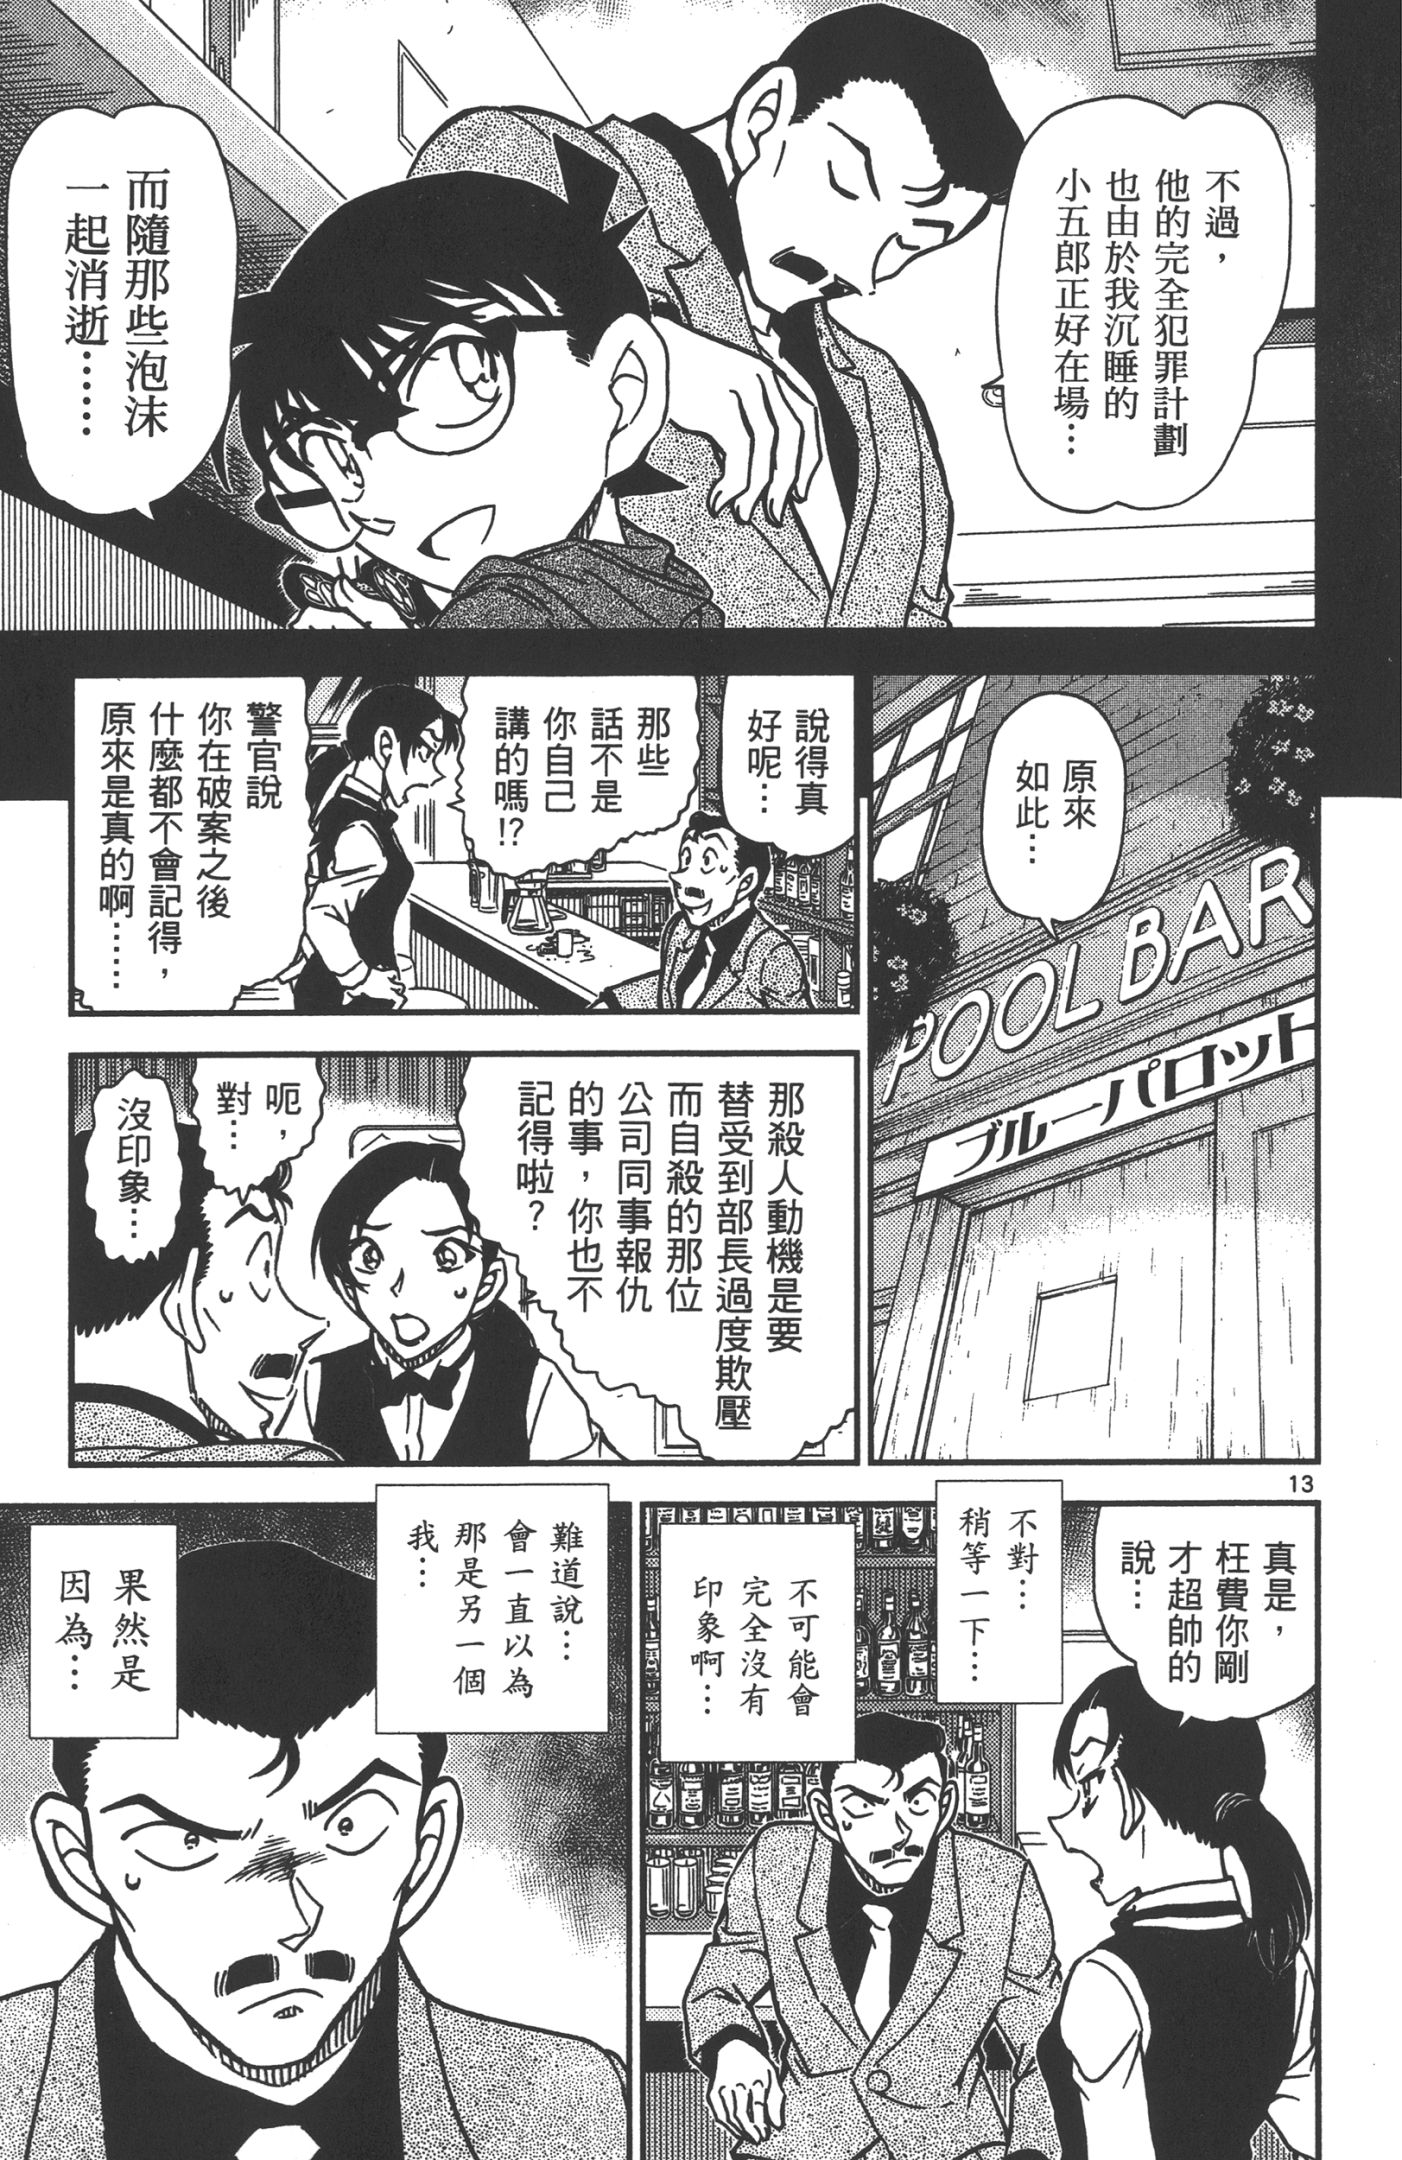 不過，
他的完全犯罪計劃
也由於我沉睡的
小五郎正好在場…
而隨那些泡沫
一起消逝……
原來
如此…
POOL BAR
ブルーパロット
說得真
好呢…
那些
話不是
你自己
講的嗎!?
警官說
你在破案之後
什麼都不會記得，
原來是真的啊……
那殺人動機是要
替受到部長過度欺壓
而自殺的那位
公司同事報仇
的事，你也不
記得啦？
呃，
對…
沒印象…
13
真是，
枉費你剛
才超帥的
說…
不對…
稍等一下…
不可能會
完全沒有
印象啊…
難道說…
會一直以為
那是另一個
我…
果然是
因為…